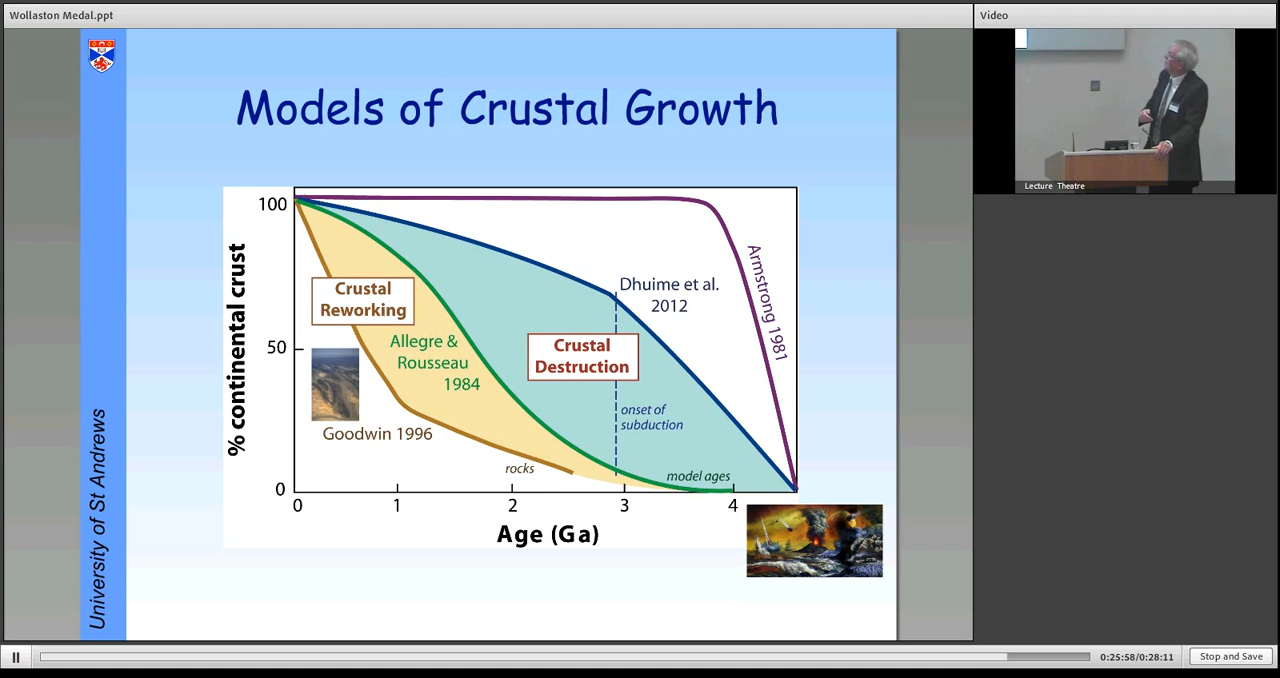 Wollaston Medal.ppt
Video
Models of Crustal Growth
Lecture Theatre
University of St Andrews
% continental crust
100
50
0
Crustal
Reworking
Allegre &
Rousseau
1984
Goodwin 1996
rocks
Crustal
Destruction
Dhuime et al.
2012
onset of
subduction
model ages
Armstrong 1981
0
1
2
3
4
Age (Ga)
0:25:58/0:28:11
Stop and Save